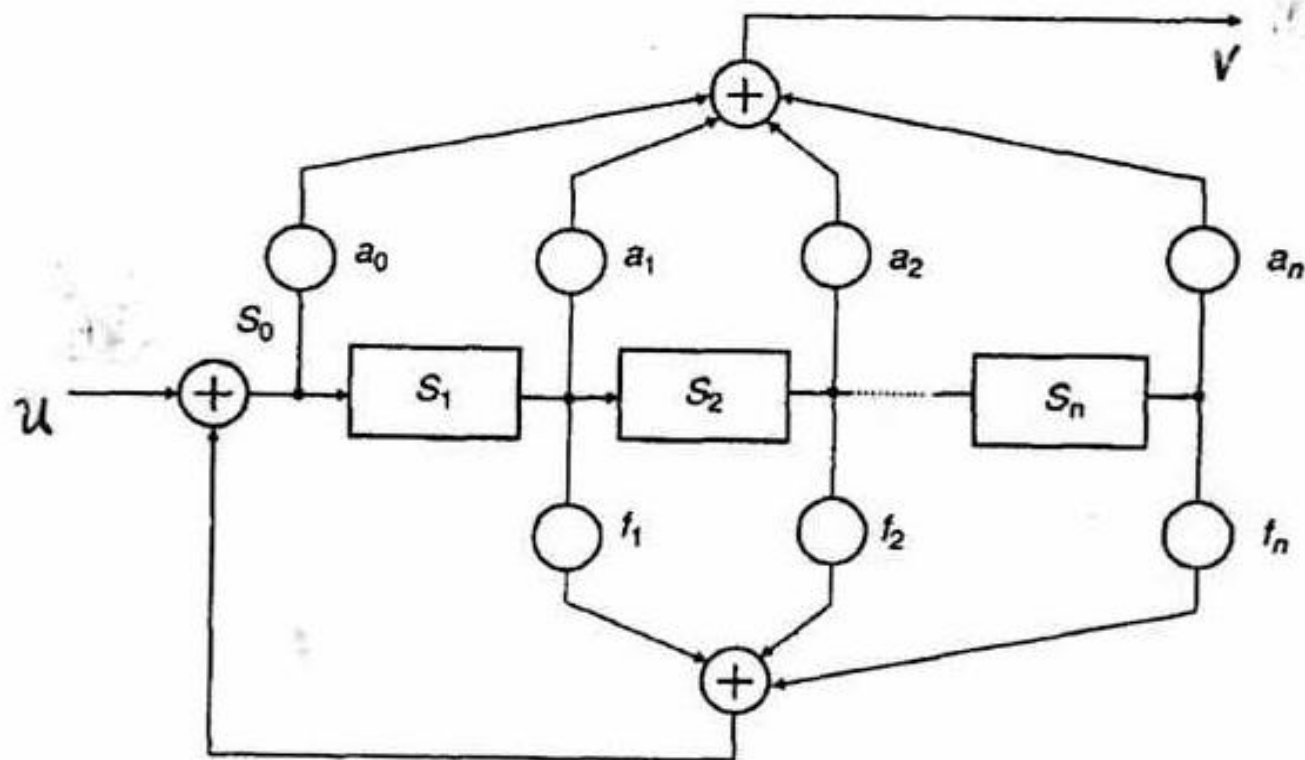 V
+
a₀ a₁ a₂ aₙ
S₀
u + S₁ S₂ Sₙ
f₁ f₂ fₙ
+